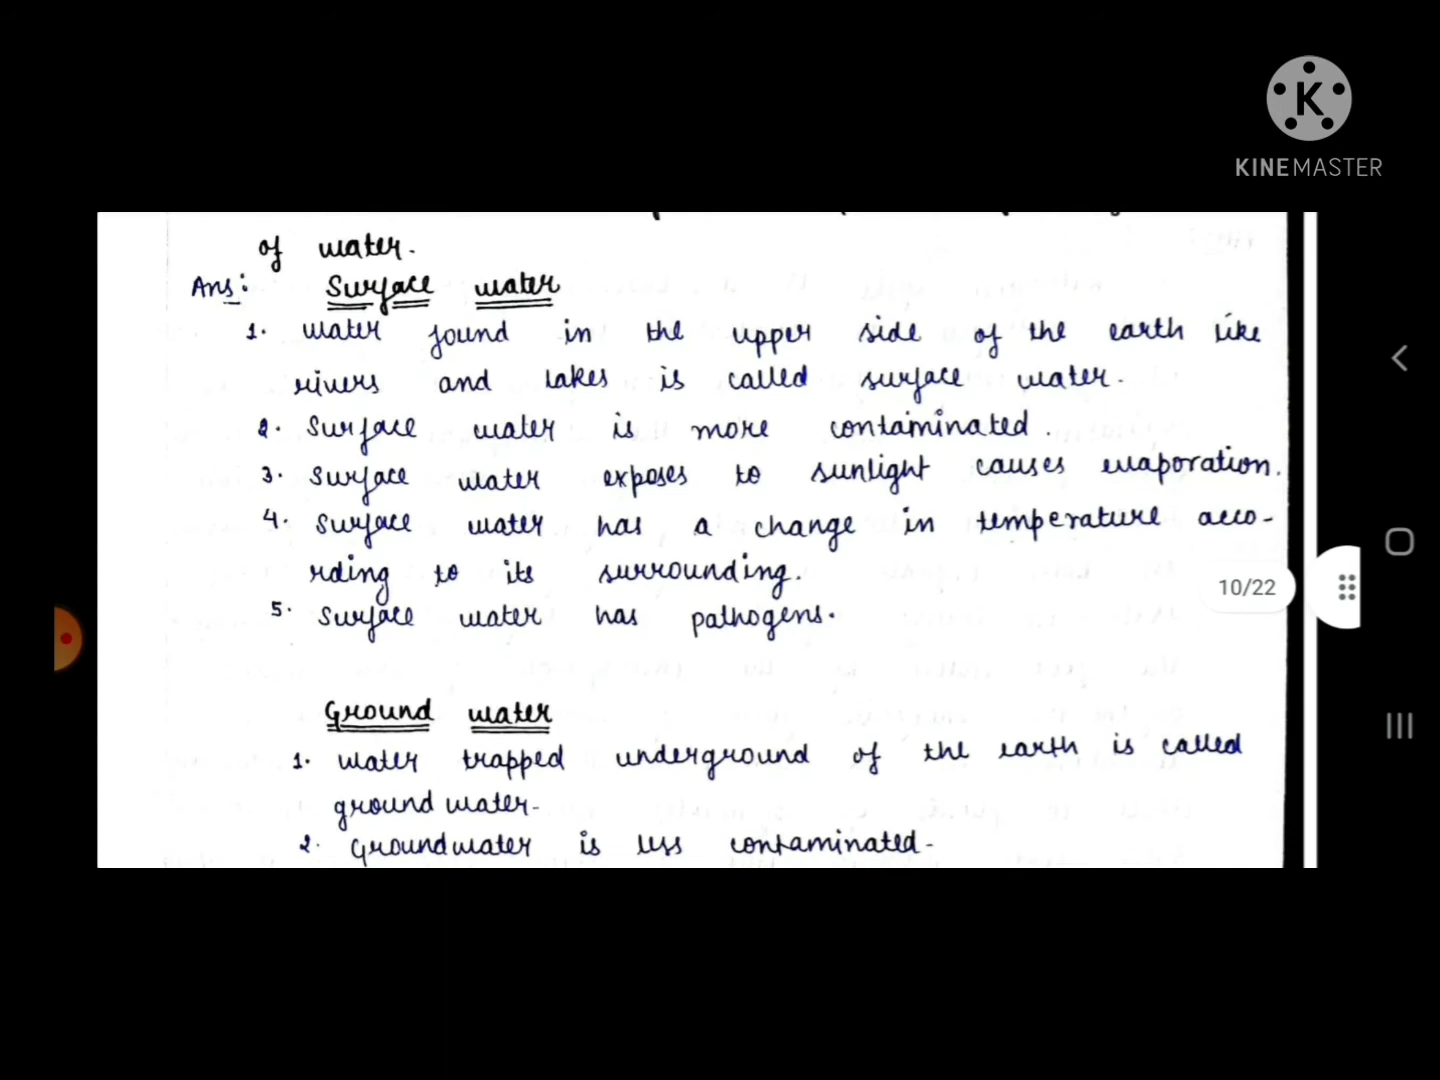 KINEMASTER
of water.
Ans:
Surface water
1. Water found in the upper side of the earth like
rivers and lakes is called surface water.
2. Surface water is more contaminated.
3. Surface water exposes to sunlight causes evaporation.
4. Surface water has a change in temperature acco-
rding to its surrounding.
10/22
5. Surface water has pathogens.
Ground water
1. Water trapped underground of the earth is called
ground water.
2. Groundwater is less contaminated.